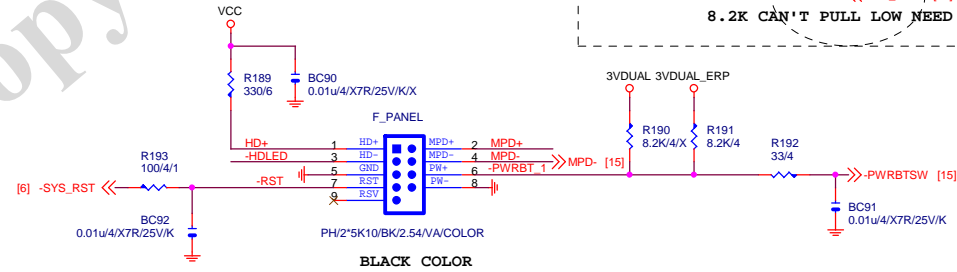 opy
VCC
8.2K CAN'T PULL LOW NEED
R189
330/6
BC90
0.01u/4/X7R/25V/K/X
3VDUAL 3VDUAL_ERP
F_PANEL
R190
8.2K/4/X
R191
8.2K/4
R192
33/4
HD+ 1 HD+ MPD+ 2 MPD+
-HDLED 3 HD- MPD- 4 MPD- MPD- [15]
5 GND PW+ 6 -PWRBT_1
-RST 7 RST PW- 8
9 RSV
R193
100/4/1
[6] -SYS_RST
-PWRBTSW [15]
BC92
0.01u/4/X7R/25V/K
BC91
0.01u/4/X7R/25V/K
PH/2*5K10/BK/2.54/VA/COLOR
BLACK COLOR